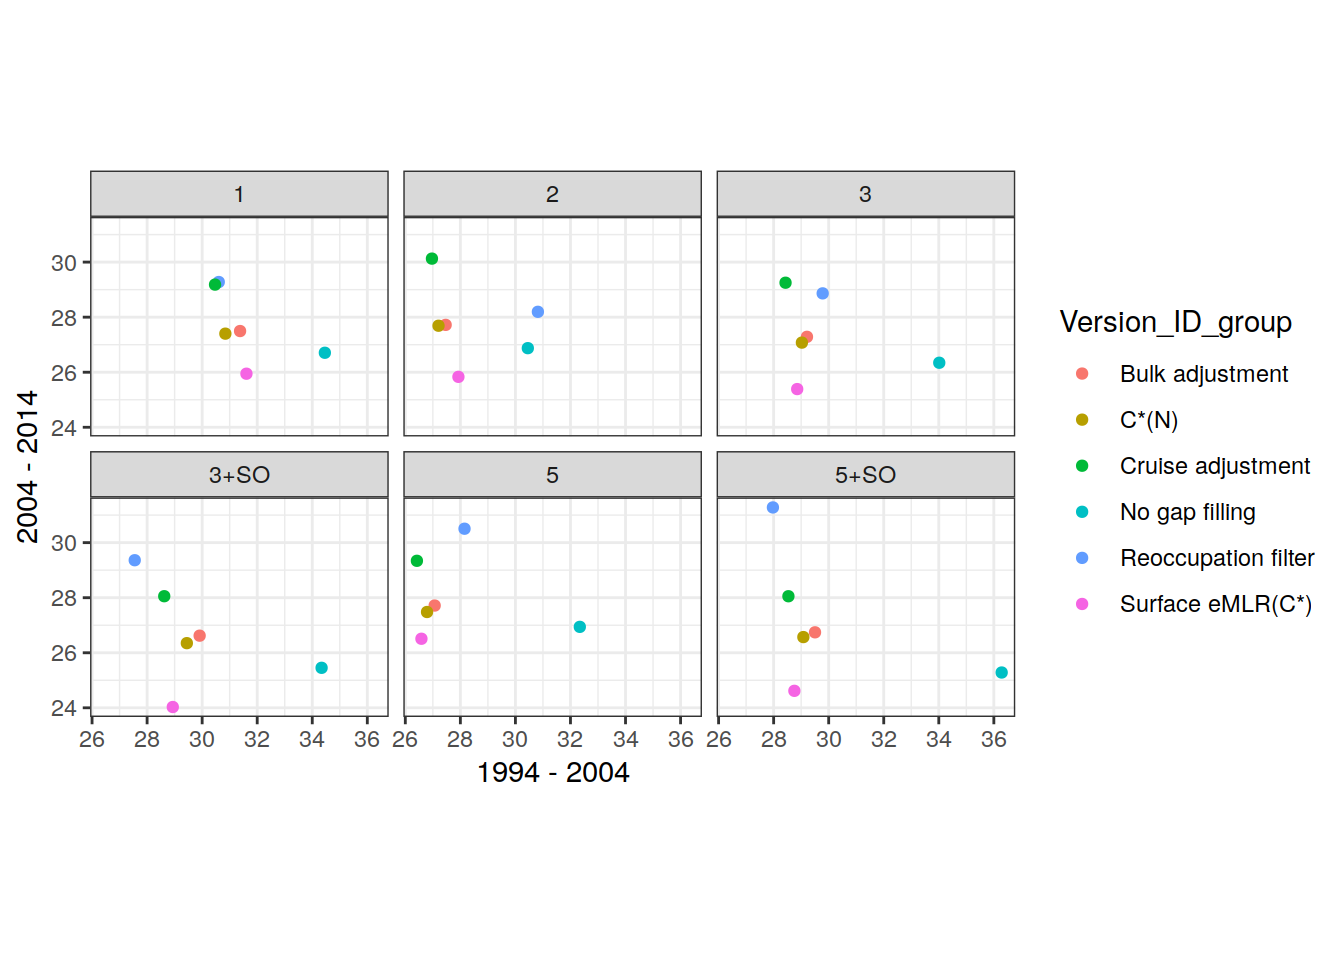 1
2
3
30
28
26
24
3+SO
5
5+SO
30
28
26
24
26 28 30 32 34 36
26 28 30 32 34 36
26 28 30 32 34 36
1994 - 2004
2004 - 2014
Version_ID_group
Bulk adjustment
C*(N)
Cruise adjustment
No gap filling
Reoccupation filter
Surface eMLR(C*)